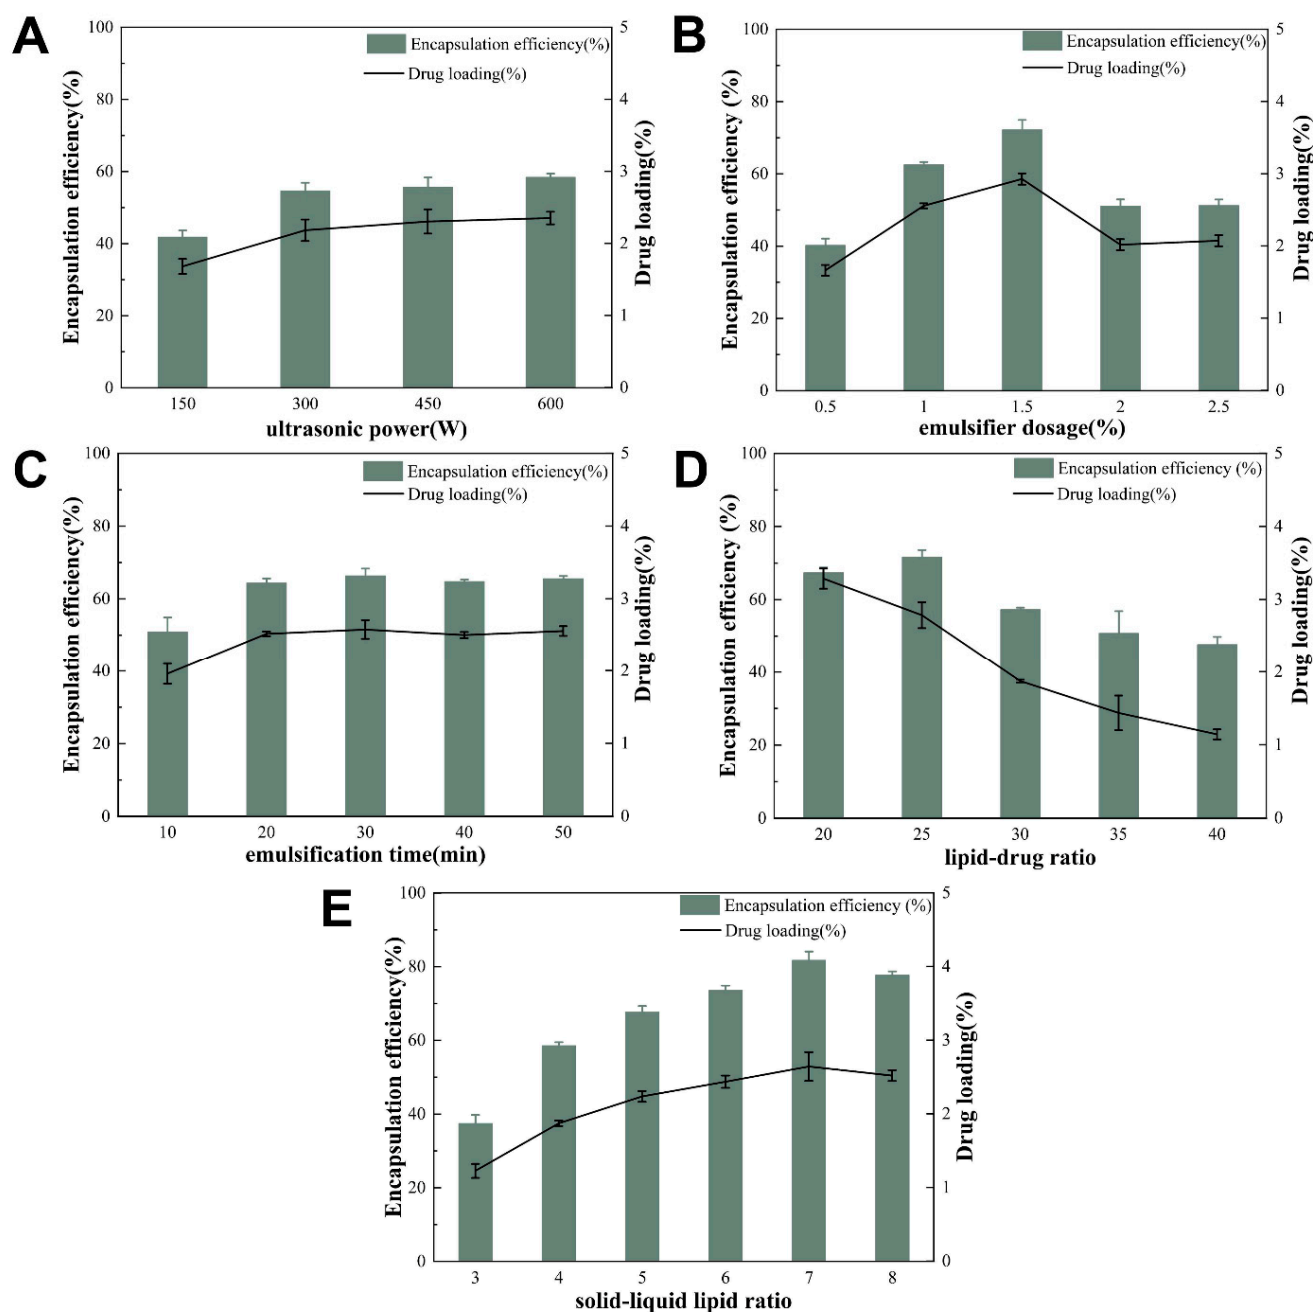 A
Encapsulation efficiency(%)
Drug loading(%)
100
80
60
40
20
0
5
4
3
2
1
0
Encapsulation efficiency(%)
Drug loading(%)
150 300 450 600
ultrasonic power(W)
B
Encapsulation efficiency(%)
Drug loading(%)
100
80
60
40
20
0
5
4
3
2
1
0
Encapsulation efficiency (%)
Drug loading(%)
0.5 1 1.5 2 2.5
emulsifier dosage(%)
C
Encapsulation efficiency(%)
Drug loading(%)
100
80
60
40
20
0
5
4
3
2
1
0
Encapsulation efficiency(%)
Drug loading(%)
10 20 30 40 50
emulsification time(min)
D
Encapsulation efficiency (%)
Drug loading(%)
100
80
60
40
20
0
5
4
3
2
1
0
Encapsulation efficiency (%)
Drug loading(%)
20 25 30 35 40
lipid-drug ratio
E
Encapsulation efficiency (%)
Drug loading(%)
100
80
60
40
20
0
5
4
3
2
1
0
Encapsulation efficiency(%)
Drug loading(%)
3 4 5 6 7 8
solid-liquid lipid ratio